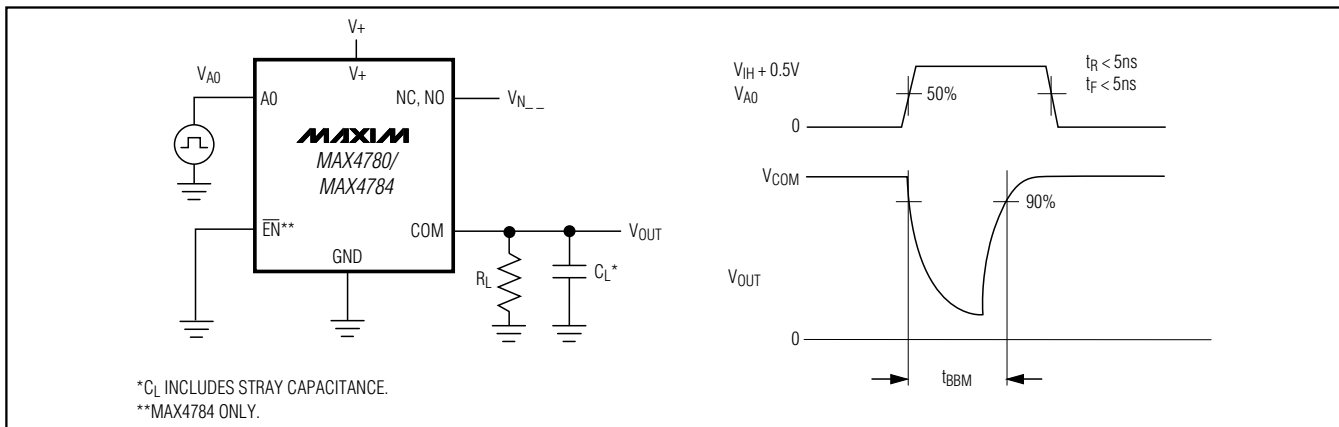 V+
V+
VA0
A0
NC, NO
VN_ _
MAXIM
MAX4780/
MAX4784
EN**
COM
VOUT
GND
RL
CL*
*CL INCLUDES STRAY CAPACITANCE.
**MAX4784 ONLY.
VIH + 0.5V
VA0
0
50%
tR < 5ns
tF < 5ns
VCOM
90%
VOUT
0
tBBM